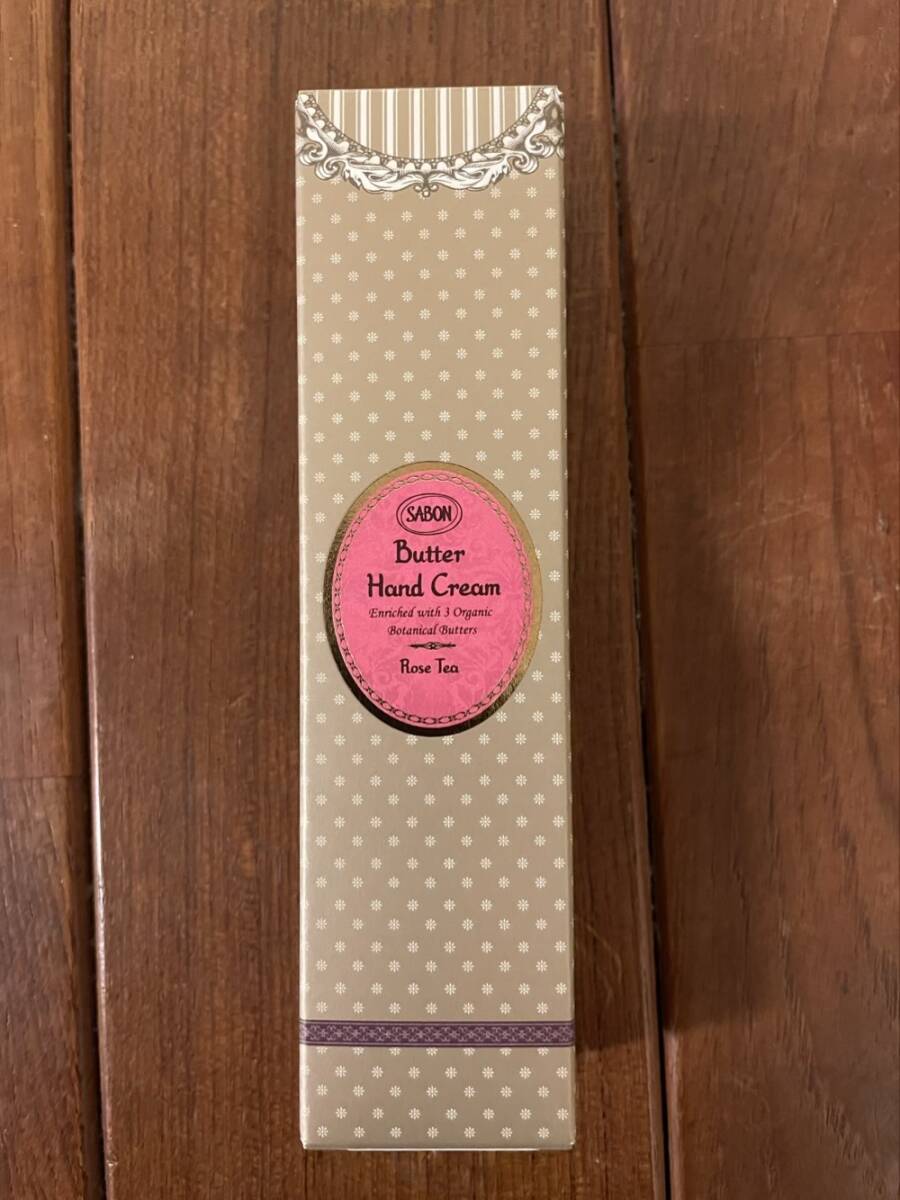 SABON
Butter
Hand Cream
Enriched with 3 Organic
Botanical Butters
Rose Tea